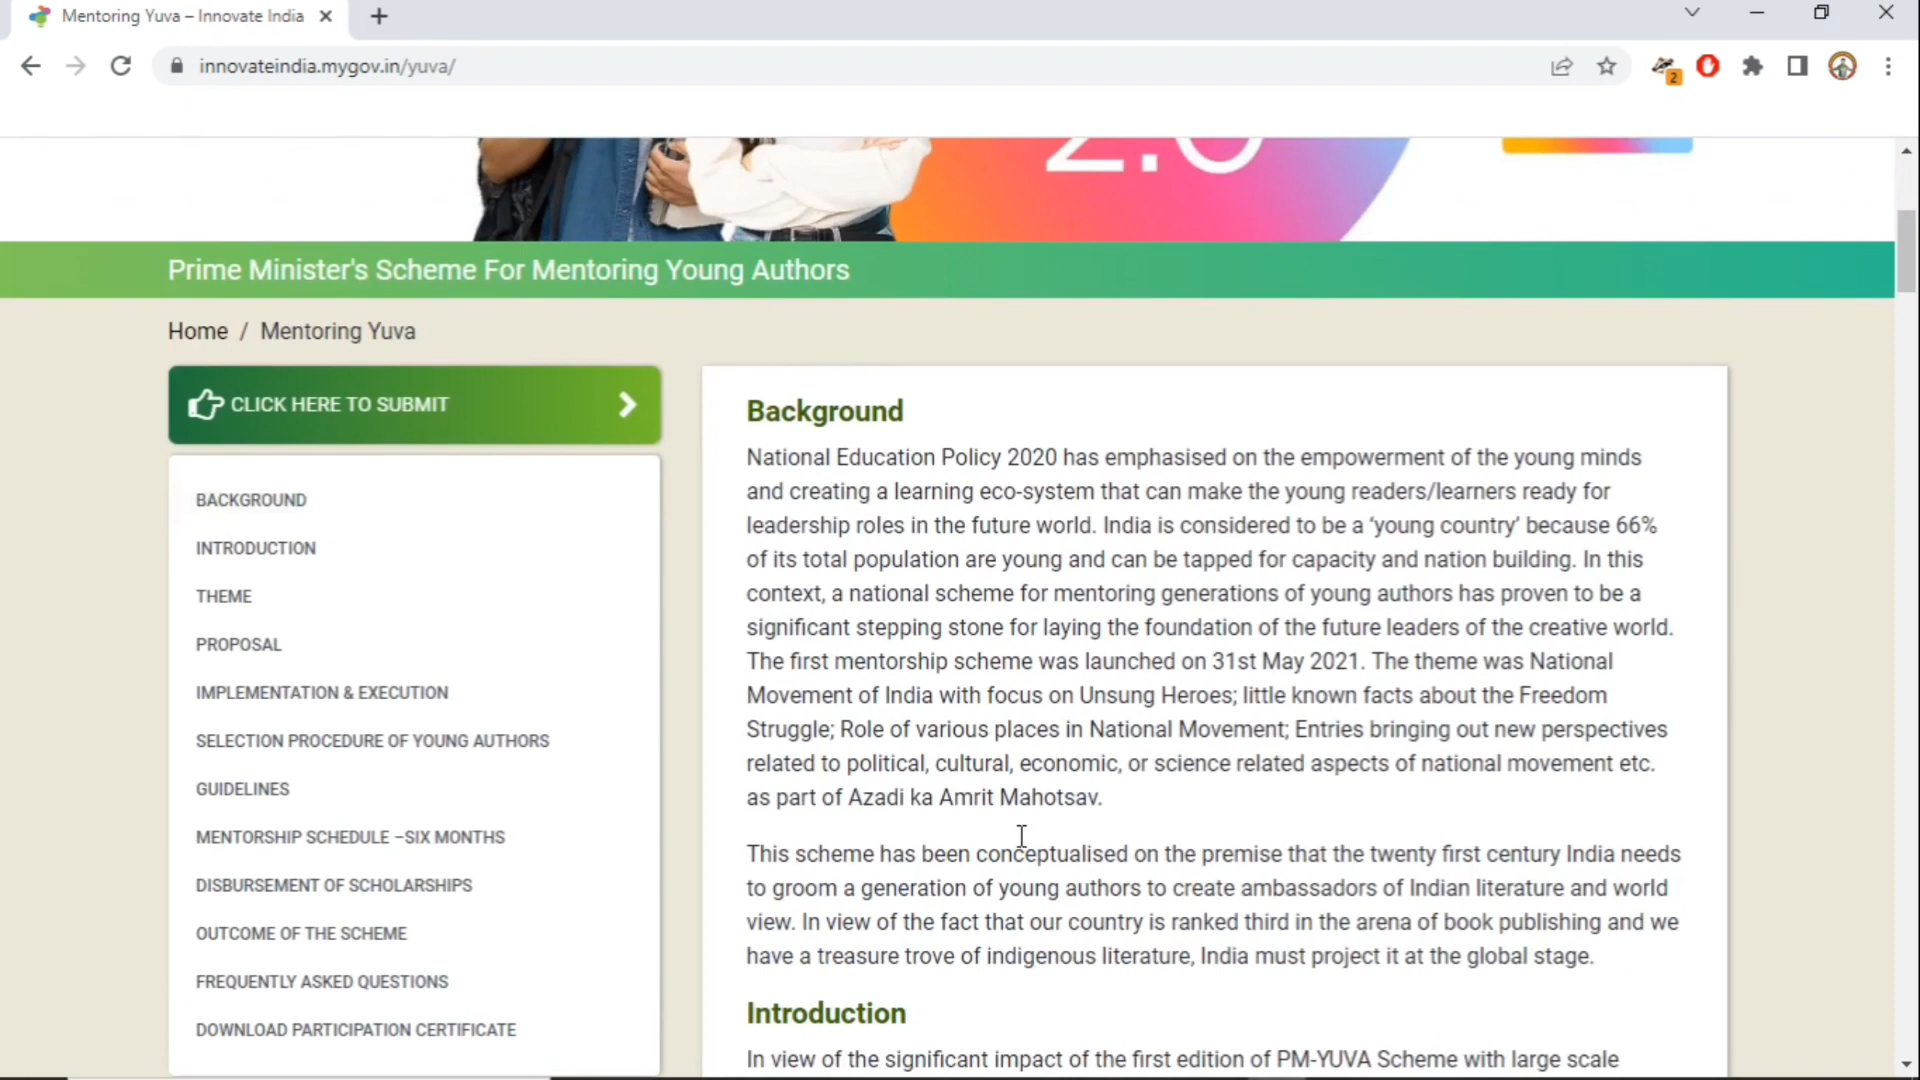 Mentoring Yuva – Innovate India
innovateindia.mygov.in/yuva/
2
2.0
Prime Minister's Scheme For Mentoring Young Authors
Home / Mentoring Yuva
CLICK HERE TO SUBMIT
BACKGROUND
INTRODUCTION
THEME
PROPOSAL
IMPLEMENTATION & EXECUTION
SELECTION PROCEDURE OF YOUNG AUTHORS
GUIDELINES
MENTORSHIP SCHEDULE –SIX MONTHS
DISBURSEMENT OF SCHOLARSHIPS
OUTCOME OF THE SCHEME
FREQUENTLY ASKED QUESTIONS
DOWNLOAD PARTICIPATION CERTIFICATE
Background
National Education Policy 2020 has emphasised on the empowerment of the young minds
and creating a learning eco-system that can make the young readers/learners ready for
leadership roles in the future world. India is considered to be a ‘young country’ because 66%
of its total population are young and can be tapped for capacity and nation building. In this
context, a national scheme for mentoring generations of young authors has proven to be a
significant stepping stone for laying the foundation of the future leaders of the creative world.
The first mentorship scheme was launched on 31st May 2021. The theme was National
Movement of India with focus on Unsung Heroes; little known facts about the Freedom
Struggle; Role of various places in National Movement; Entries bringing out new perspectives
related to political, cultural, economic, or science related aspects of national movement etc.
as part of Azadi ka Amrit Mahotsav.
This scheme has been conceptualised on the premise that the twenty first century India needs
to groom a generation of young authors to create ambassadors of Indian literature and world
view. In view of the fact that our country is ranked third in the arena of book publishing and we
have a treasure trove of indigenous literature, India must project it at the global stage.
Introduction
In view of the significant impact of the first edition of PM-YUVA Scheme with large scale